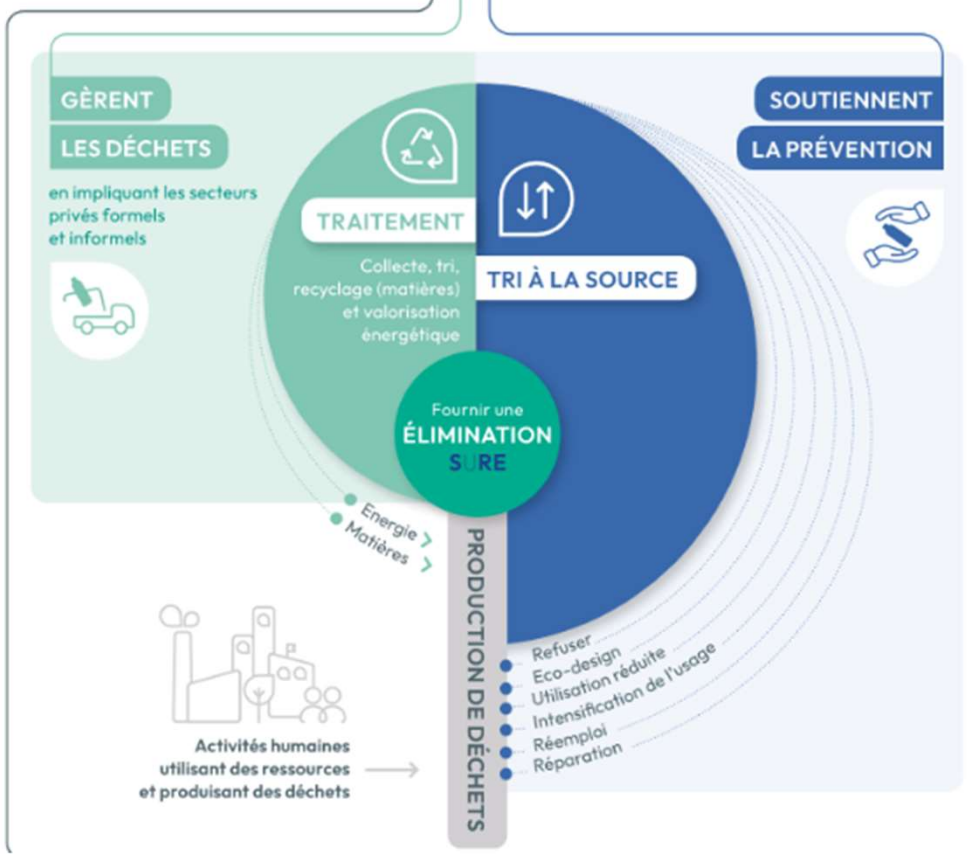 GÈRENT
LES DÉCHETS
en impliquant les secteurs
privés formels
et informels
SOUTIENNENT
LA PRÉVENTION
TRAITEMENT
Collecte, tri,
recyclage (matières)
et valorisation
énergétique
TRI À LA SOURCE
Fournir une
ÉLIMINATION
SURE
Energie
Matières
PRODUCTION DE DÉCHETS
Refuser
Eco-design
Utilisation réduite
Intensification de l'usage
Réemploi
Réparation
Activités humaines
utilisant des ressources
et produisant des déchets